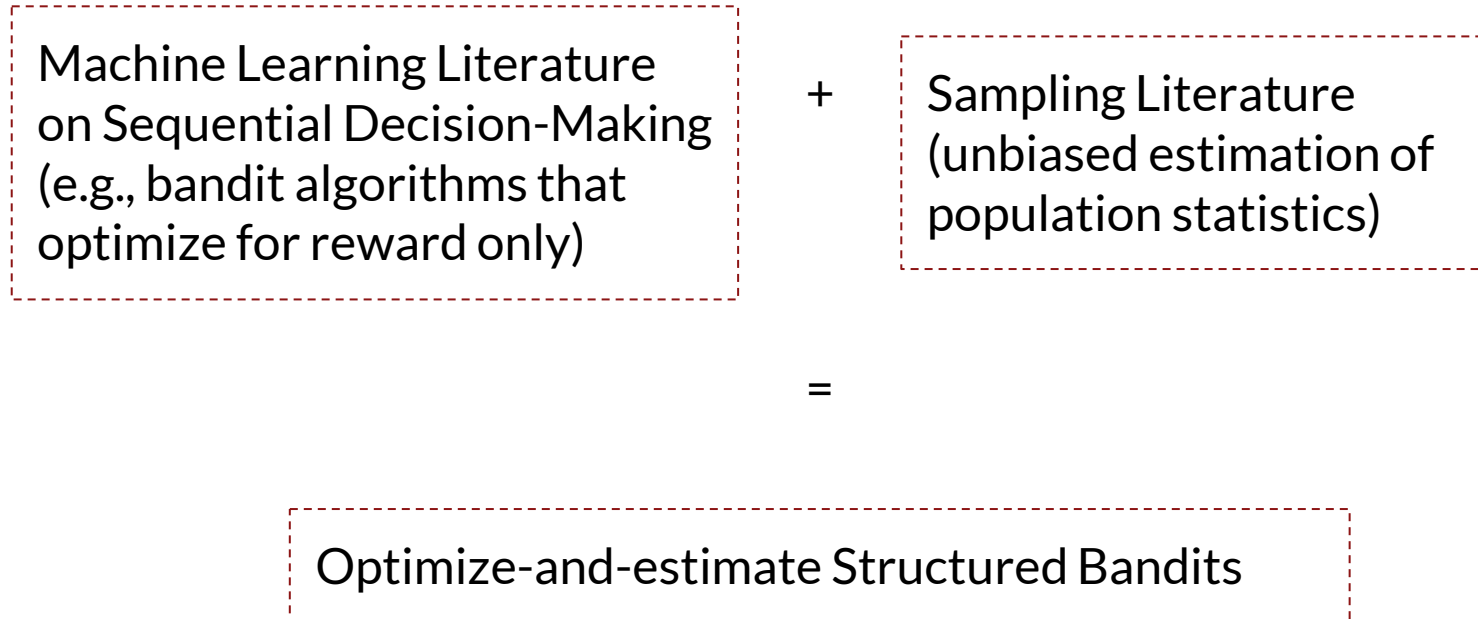 Machine Learning Literature
on Sequential Decision-Making
(e.g., bandit algorithms that
optimize for reward only)
+
Sampling Literature
(unbiased estimation of
population statistics)
=
Optimize-and-estimate Structured Bandits